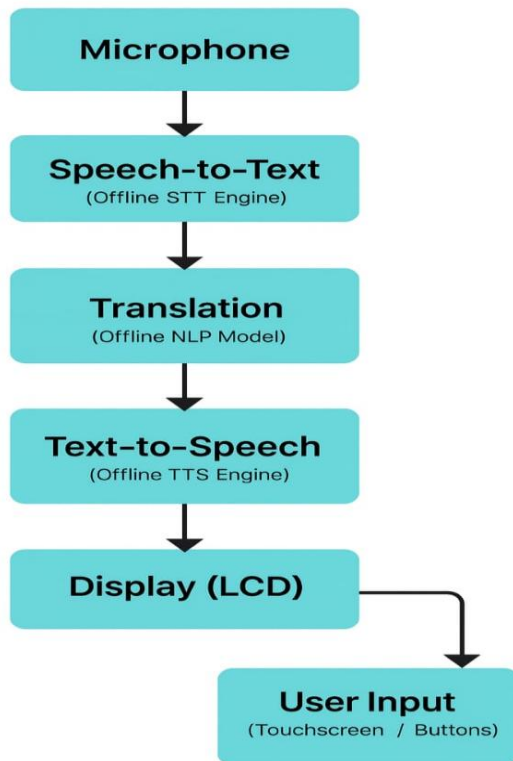 Microphone
Speech-to-Text
(Offline STT Engine)
Translation
(Offline NLP Model)
Text-to-Speech
(Offline TTS Engine)
Display (LCD)
User Input
(Touchscreen / Buttons)